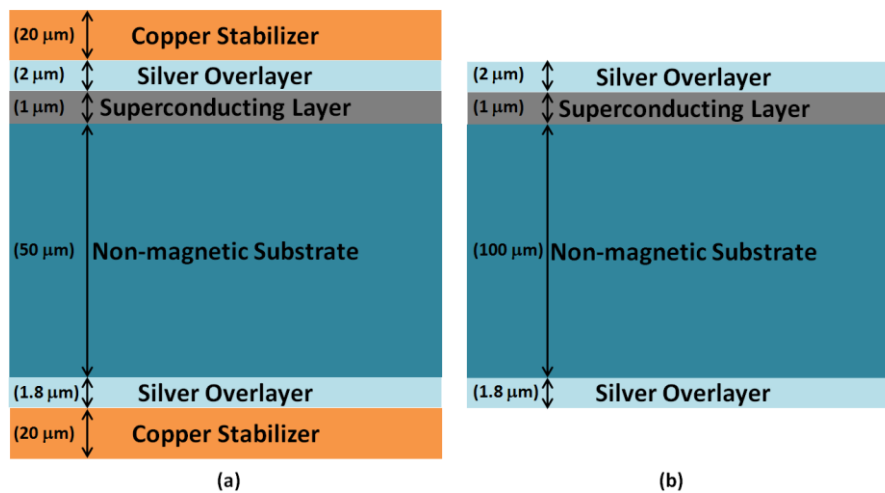 (20 μm) Copper Stabilizer
(2 μm) Silver Overlayer
(1 μm) Superconducting Layer
(50 μm) Non-magnetic Substrate
(1.8 μm) Silver Overlayer
(20 μm) Copper Stabilizer
(a)
(2 μm) Silver Overlayer
(1 μm) Superconducting Layer
(100 μm) Non-magnetic Substrate
(1.8 μm) Silver Overlayer
(b)